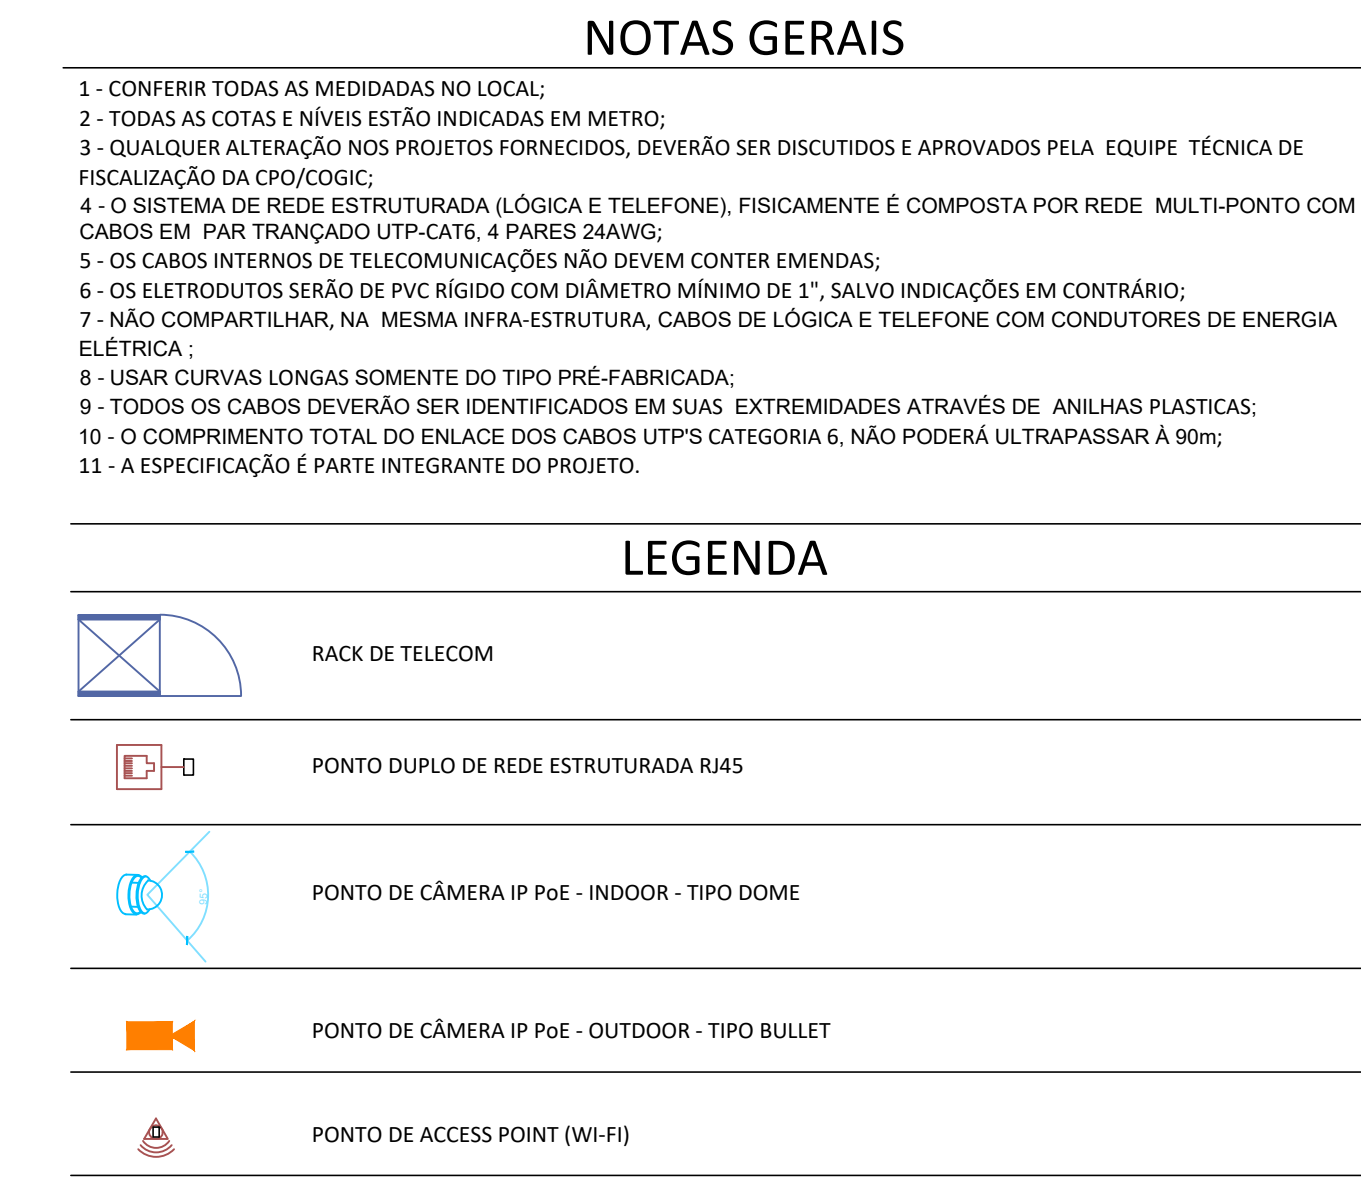 NOTAS GERAIS
1 - CONFERIR TODAS AS MEDIDADAS NO LOCAL;
2 - TODAS AS COTAS E NÍVEIS ESTÃO INDICADAS EM METRO;
3 - QUALQUER ALTERAÇÃO NOS PROJETOS FORNECIDOS, DEVERÃO SER DISCUTIDOS E APROVADOS PELA EQUIPE TÉCNICA DE
FISCALIZAÇÃO DA CPO/COGIC;
4 - O SISTEMA DE REDE ESTRUTURADA (LÓGICA E TELEFONE), FISICAMENTE É COMPOSTA POR REDE MULTI-PONTO COM
CABOS EM PAR TRANÇADO UTP-CAT6, 4 PARES 24AWG;
5 - OS CABOS INTERNOS DE TELECOMUNICAÇÕES NÃO DEVEM CONTER EMENDAS;
6 - OS ELETRODUTOS SERÃO DE PVC RÍGIDO COM DIÂMETRO MÍNIMO DE 1", SALVO INDICAÇÕES EM CONTRÁRIO;
7 - NÃO COMPARTILHAR, NA MESMA INFRA-ESTRUTURA, CABOS DE LÓGICA E TELEFONE COM CONDUTORES DE ENERGIA
ELÉTRICA ;
8 - USAR CURVAS LONGAS SOMENTE DO TIPO PRÉ-FABRICADA;
9 - TODOS OS CABOS DEVERÃO SER IDENTIFICADOS EM SUAS EXTREMIDADES ATRAVÉS DE ANILHAS PLASTICAS;
10 - O COMPRIMENTO TOTAL DO ENLACE DOS CABOS UTP'S CATEGORIA 6, NÃO PODERÁ ULTRAPASSAR À 90m;
11 - A ESPECIFICAÇÃO É PARTE INTEGRANTE DO PROJETO.
LEGENDA
RACK DE TELECOM
PONTO DUPLO DE REDE ESTRUTURADA RJ45
95°
PONTO DE CÂMERA IP PoE - INDOOR - TIPO DOME
PONTO DE CÂMERA IP PoE - OUTDOOR - TIPO BULLET
PONTO DE ACCESS POINT (WI-FI)